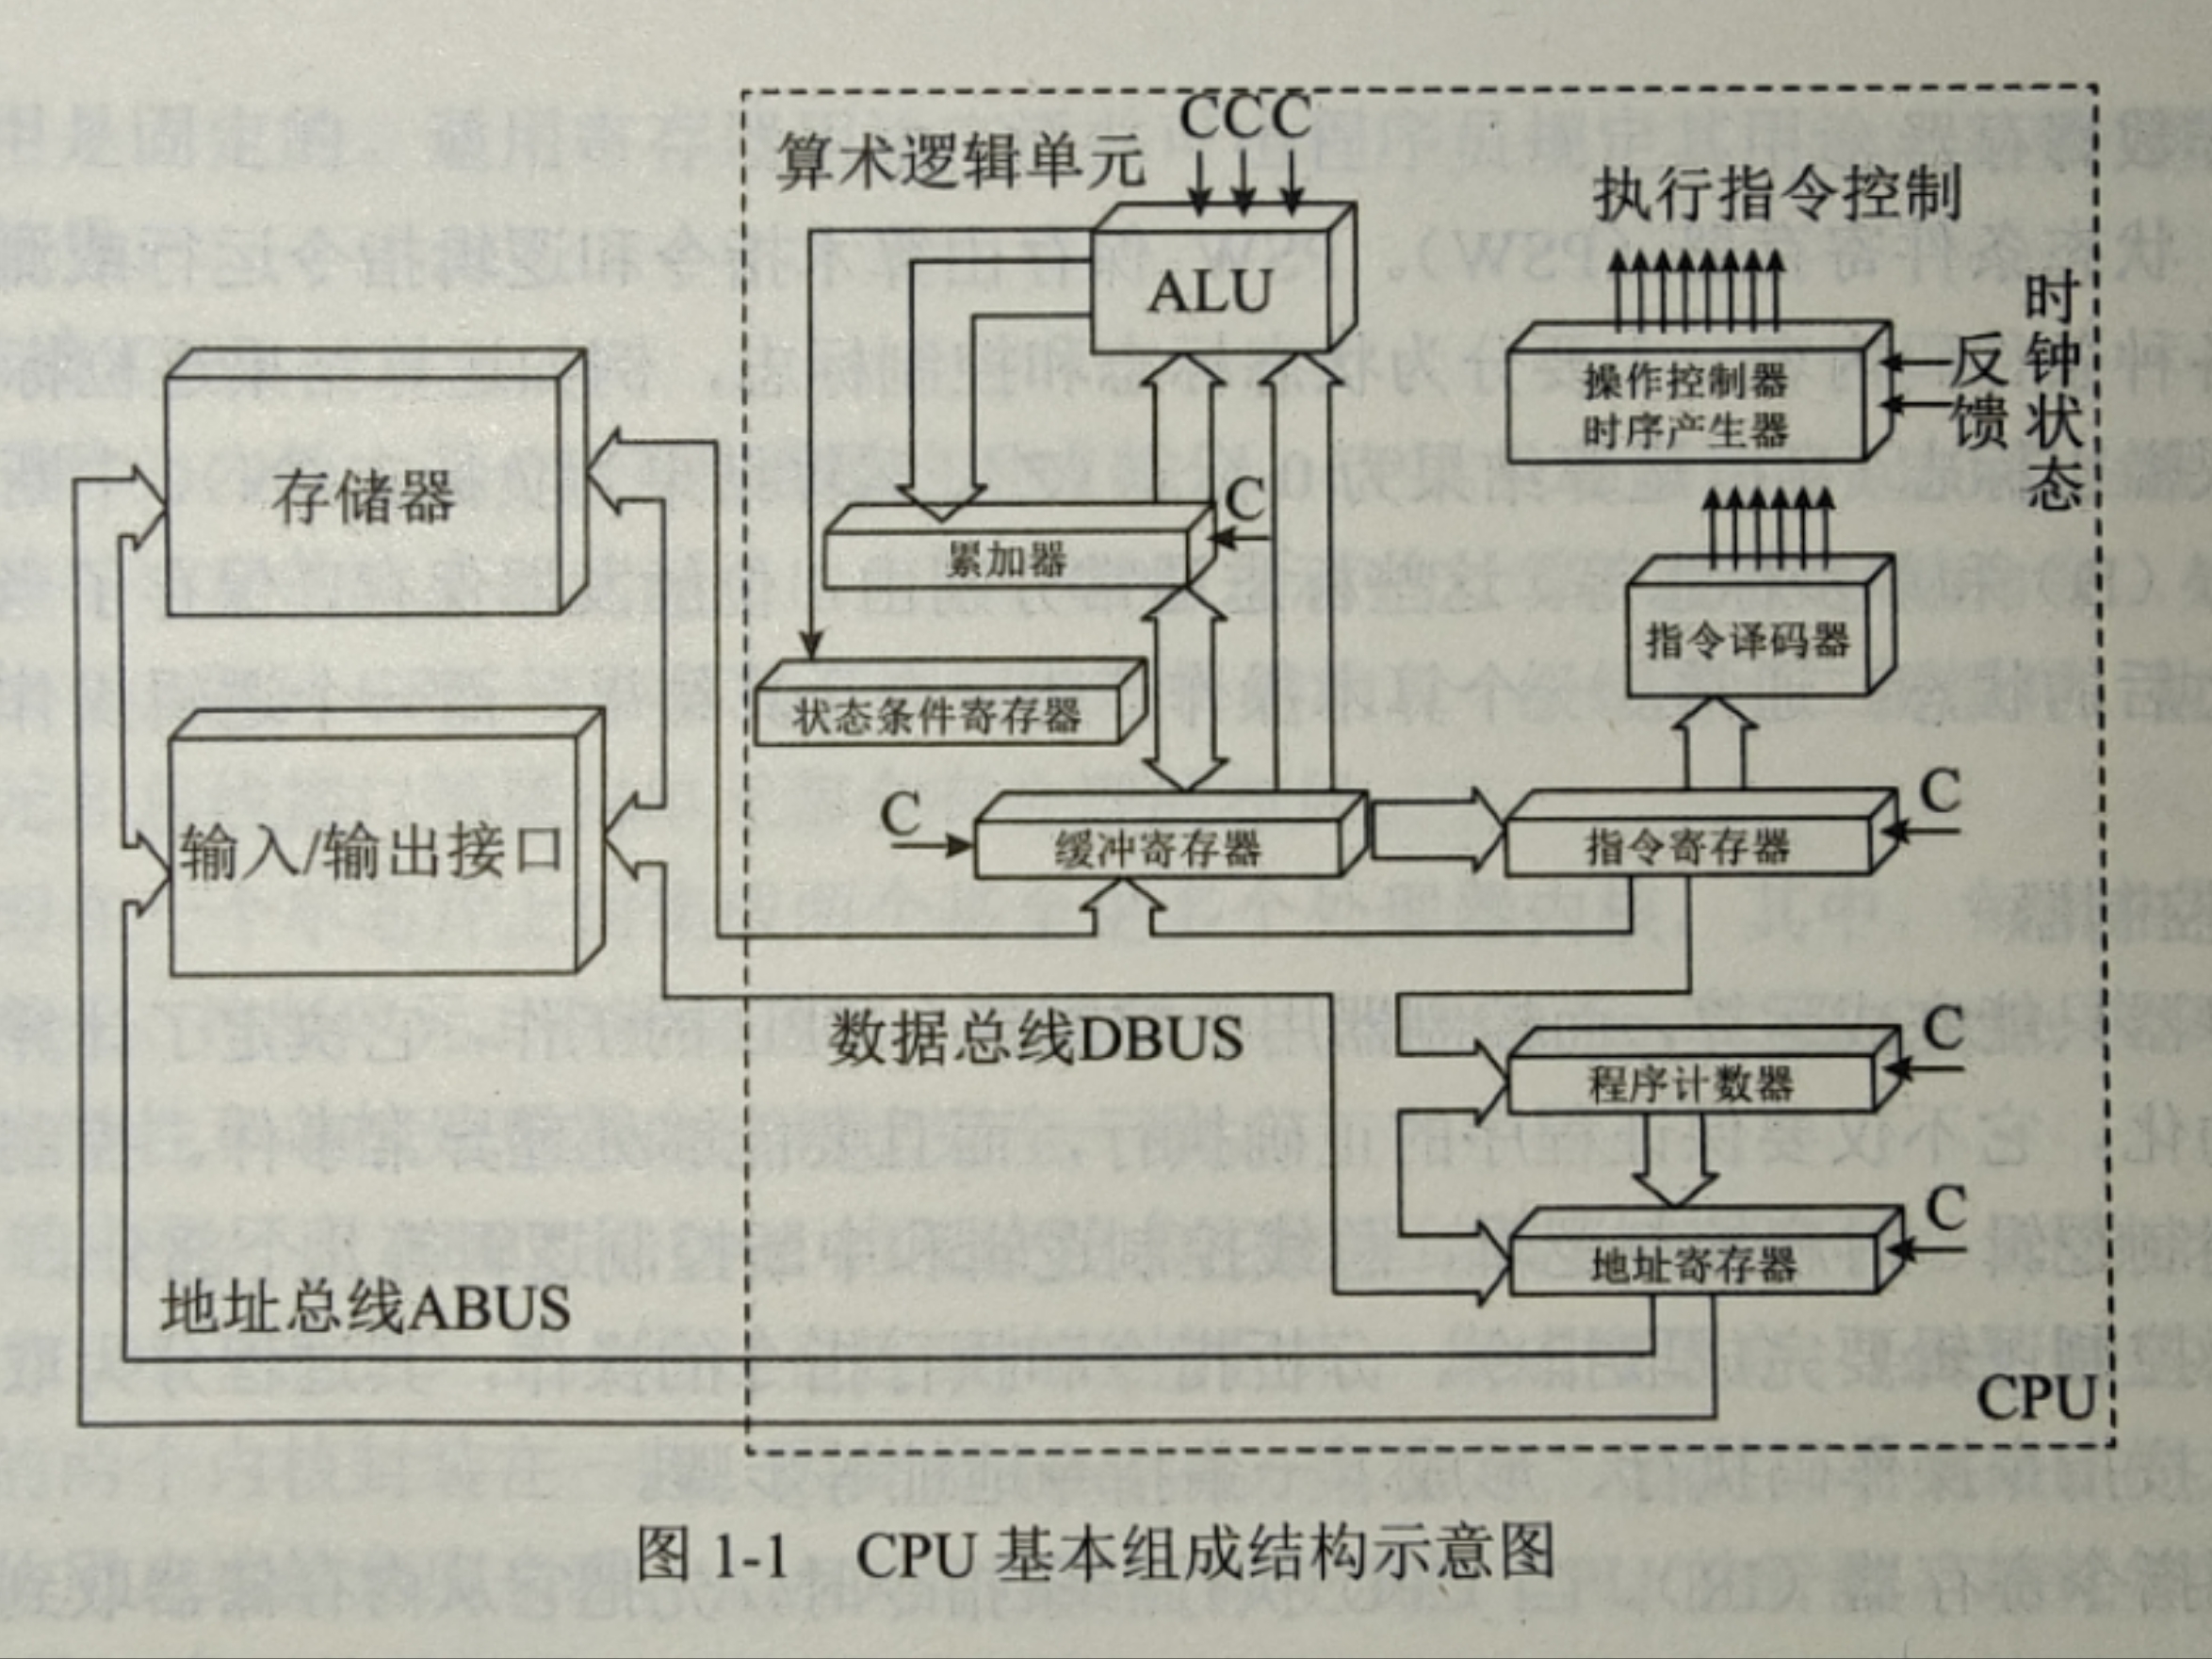 CCC
算术逻辑单元
执行指令控制
ALU
时钟状态
反馈
操作控制器
时序产生器
存储器
C
累加器
指令译码器
状态条件寄存器
输入/输出接口
C
缓冲寄存器
指令寄存器
C
数据总线DBUS
程序计数器
C
地址寄存器
C
地址总线ABUS
CPU
图 1-1 CPU 基本组成结构示意图